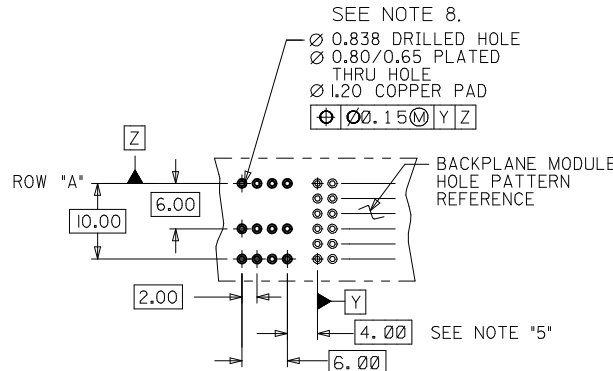 SEE NOTE 8.
Ø 0.838 DRILLED HOLE
Ø 0.80/0.65 PLATED
THRU HOLE
Ø 1.20 COPPER PAD
⌖ Ø0.15Ⓜ Y Z
Z
ROW "A"
BACKPLANE MODULE
HOLE PATTERN
REFERENCE
6.00
10.00
2.00
Y
4.00 SEE NOTE "5"
6.00